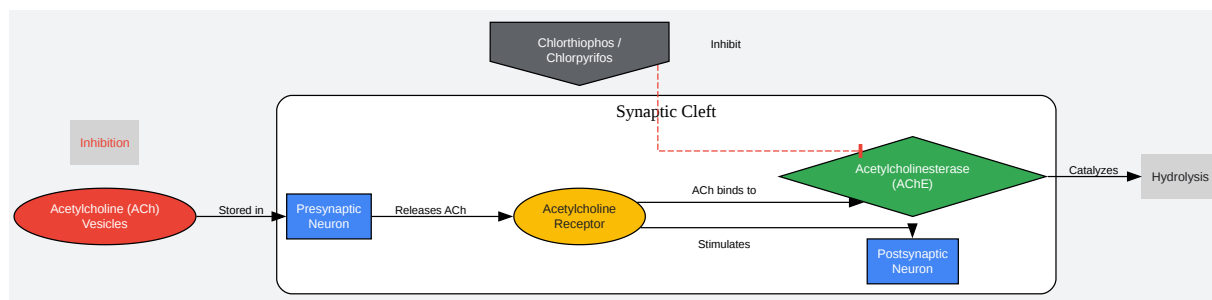 Chlorthiophos /
Chlorpyrifos
Inhibit
Synaptic Cleft
Inhibition
Acetylcholinesterase
(AChE)
Catalyzes
Hydrolysis
Acetylcholine (ACh)
Vesicles
Stored in
Presynaptic
Neuron
Releases ACh
Acetylcholine
Receptor
ACh binds to
Stimulates
Postsynaptic
Neuron